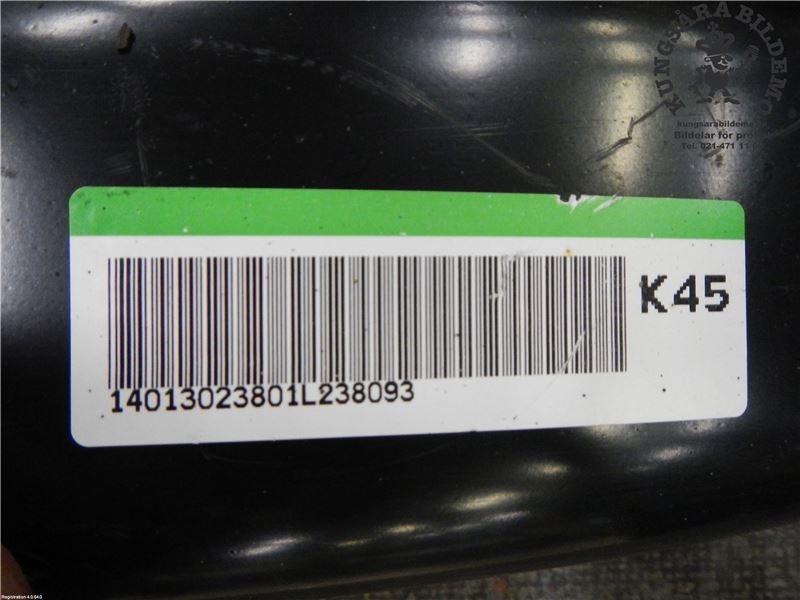 KUNGSÅRA BILDEMO
kungsarabildemo
Bildelar för pro
Tel. 021-471 11
K45
14013023801L238093
Registration 4.0.64.0